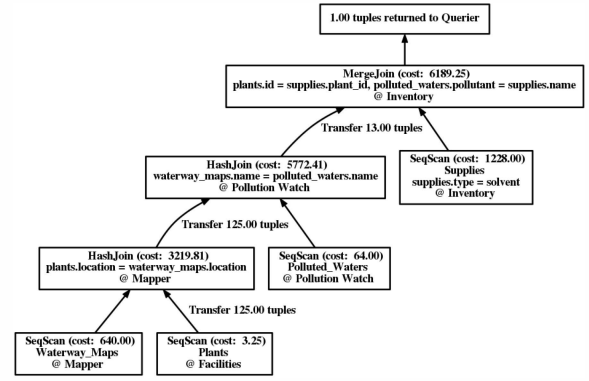 1.00 tuples returned to Querier
MergeJoin (cost:  6189.25)
plants.id = supplies.plant_id, polluted_waters.pollutant = supplies.name
@ Inventory
Transfer 13.00 tuples
HashJoin (cost:  5772.41)
waterway_maps.name = polluted_waters.name
@ Pollution Watch
SeqScan (cost:  1228.00)
Supplies
supplies.type = solvent
@ Inventory
Transfer 125.00 tuples
HashJoin (cost:  3219.81)
plants.location = waterway_maps.location
@ Mapper
SeqScan (cost:  64.00)
Polluted_Waters
@ Pollution Watch
Transfer 125.00 tuples
SeqScan (cost:  640.00)
Waterway_Maps
@ Mapper
SeqScan (cost:  3.25)
Plants
@ Facilities